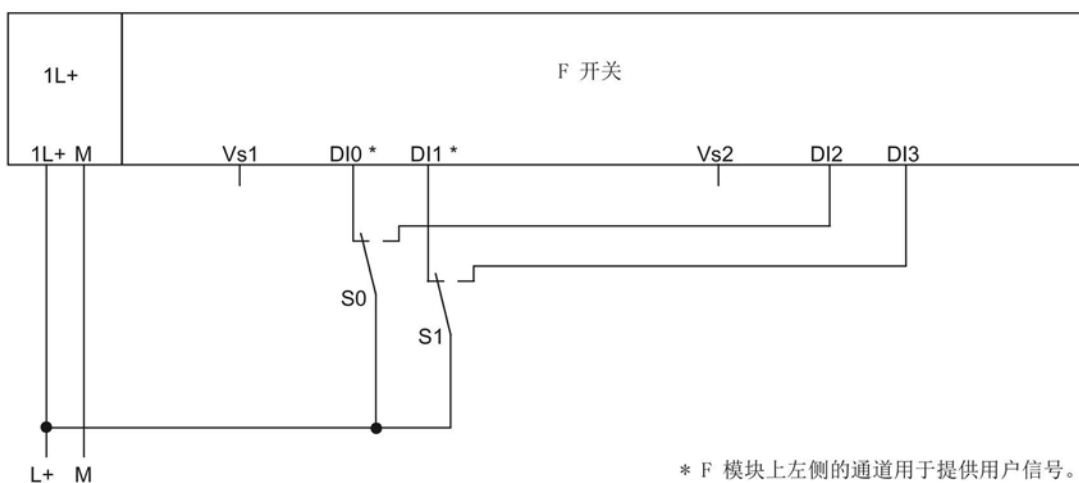 1L+
F 开关
1L+ M Vs1 DI0 * DI1 * Vs2 DI2 DI3
S0
S1
L+ M
* F 模块上左侧的通道用于提供用户信号。